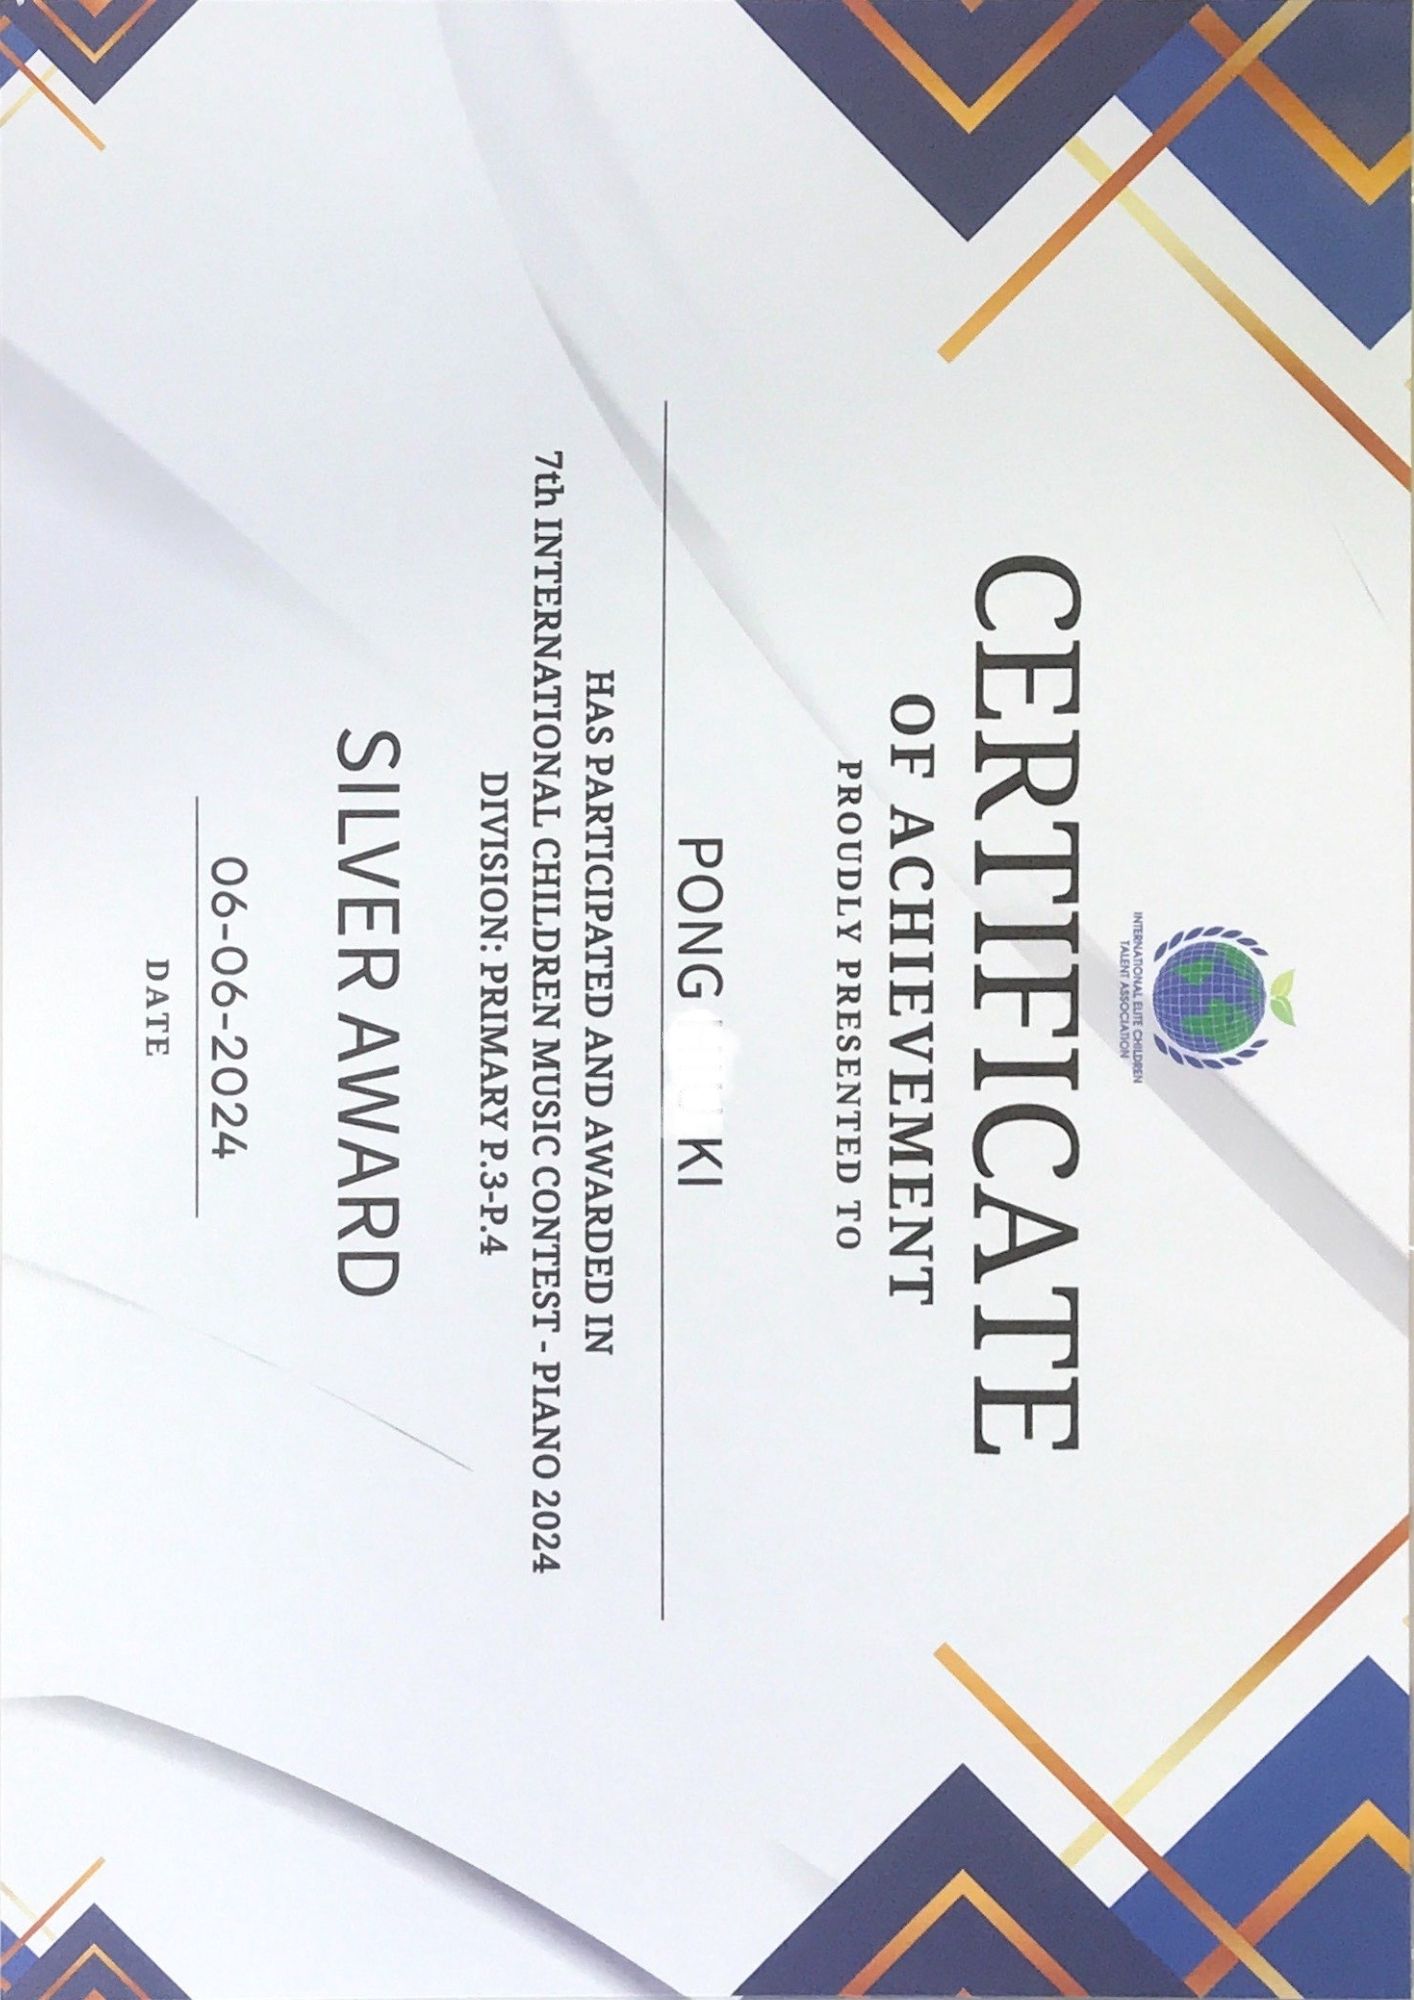 INTERNATIONAL ELITE CHILDREN
TALENT ASSOCIATION
CERTIFICATE
OF ACHIEVEMENT
PROUDLY PRESENTED TO
PONG KI
HAS PARTICIPATED AND AWARDED IN
7th INTERNATIONAL CHILDREN MUSIC CONTEST - PIANO 2024
DIVISION: PRIMARY P.3-P.4
SILVER AWARD
06-06-2024
DATE